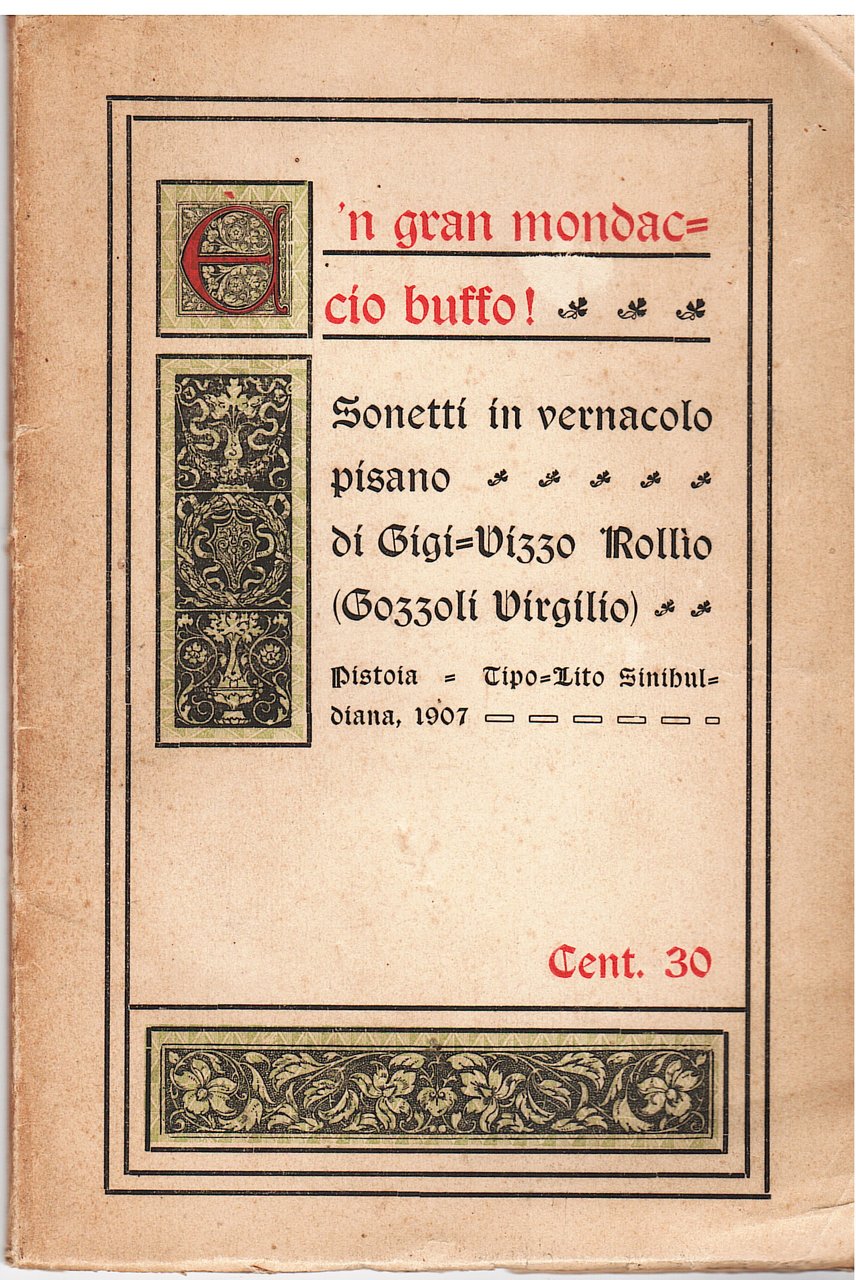 È 'n gran mondac=
cio buffo!
Sonetti in vernacolo
pisano
di Gigi=Vizzo Rollìo
(Gozzoli Virgilio)
Pistoia = Tipo=Lito Sinibul=
diana, 1907
Cent. 30